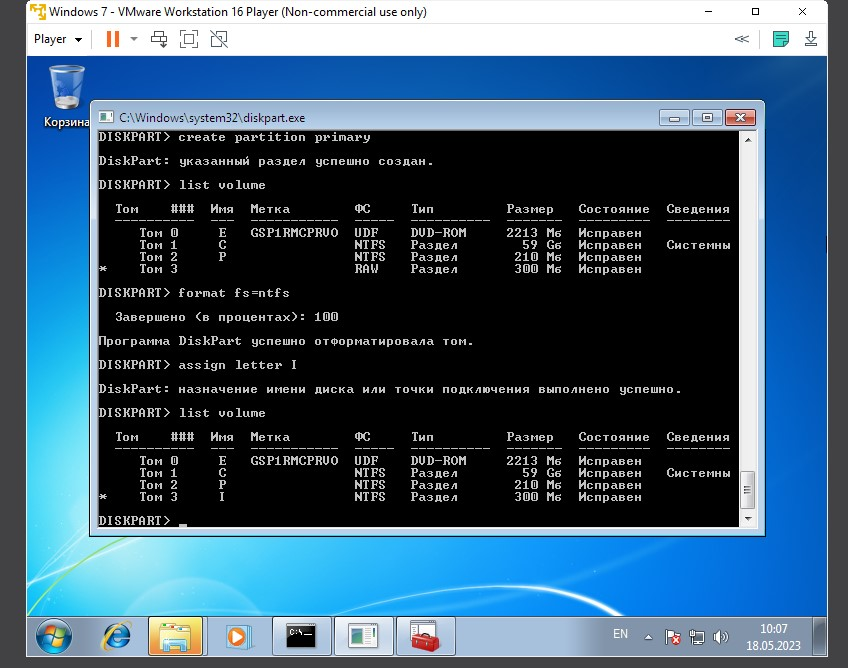 Windows 7 - VMware Workstation 16 Player (Non-commercial use only)
Player
Корзина
C:\Windows\system32\diskpart.exe
DISKPART> create partition primary
DiskPart: указанный раздел успешно создан.
DISKPART> list volume
Том ### Имя Метка ФС Тип Размер Состояние Сведения
Том 0 E GSP1RMCPRVO UDF DVD-ROM 2213 Мб Исправен
Том 1 C NTFS Раздел 59 Gб Исправен Системны
Том 2 P NTFS Раздел 210 Мб Исправен
* Том 3 RAW Раздел 300 Мб Исправен
DISKPART> format fs=ntfs
Завершено (в процентах): 100
Программа DiskPart успешно отформатировала том.
DISKPART> assign letter I
DiskPart: назначение имени диска или точки подключения выполнено успешно.
DISKPART> list volume
Том ### Имя Метка ФС Тип Размер Состояние Сведения
Том 0 E GSP1RMCPRVO UDF DVD-ROM 2213 Мб Исправен
Том 1 C NTFS Раздел 59 Gб Исправен Системны
Том 2 P NTFS Раздел 210 Мб Исправен
* Том 3 I NTFS Раздел 300 Мб Исправен
DISKPART> _
C:\_
EN
10:07
18.05.2023